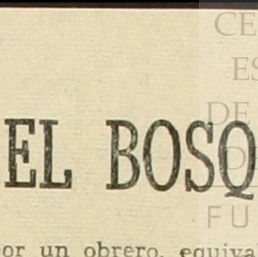 CE
ES
DE
EL BOSQ
FU
or un obrero, equival